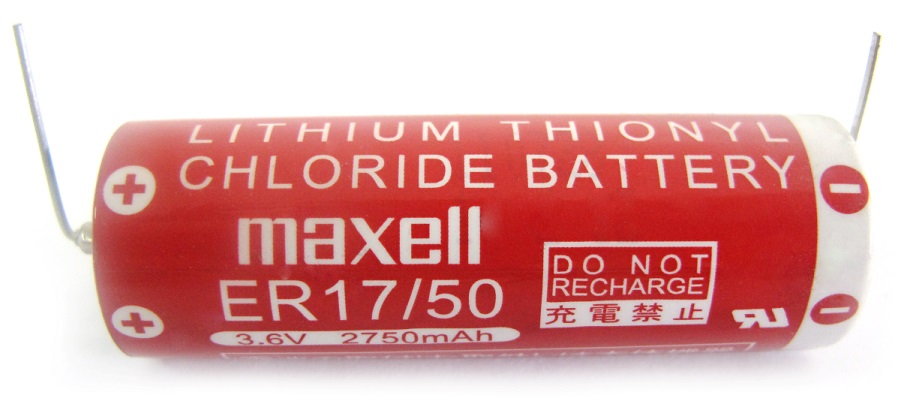 LITHIUM THIONYL
CHLORIDE BATTERY
maxell
ER17/50
3.6V 2750mAh
DO NOT
RECHARGE
充電禁止